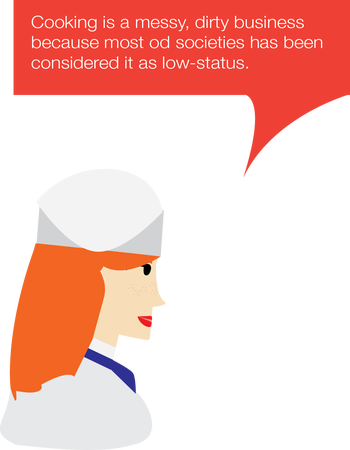 Cooking is a messy, dirty business
because most od societies has been
considered it as low-status.